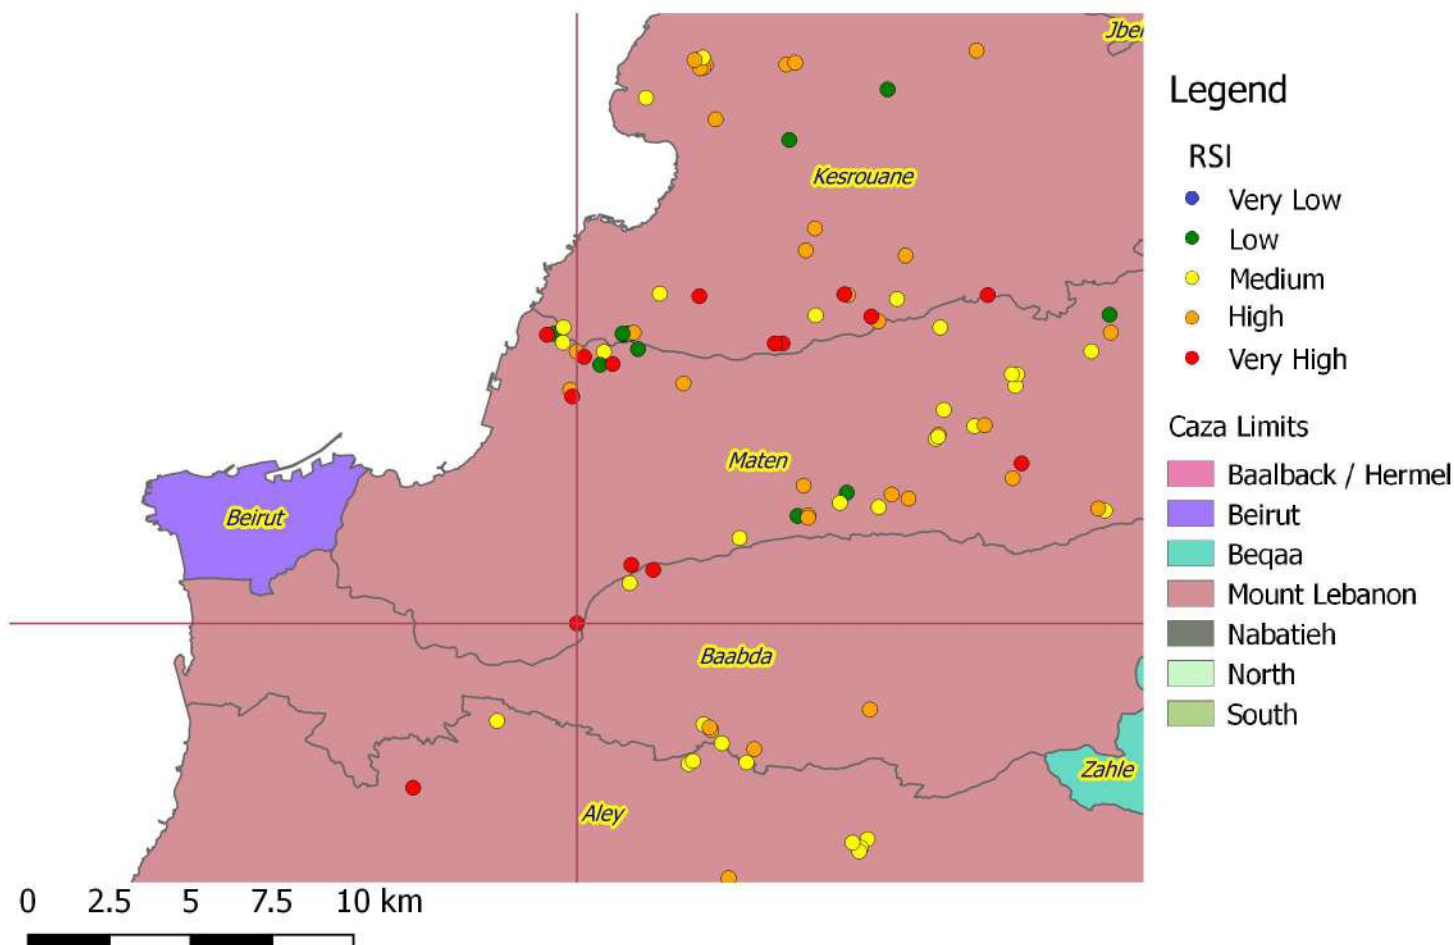 Jbei
Kesrouane
Maten
Beirut
Baabda
Zahle
Aley
0 2.5 5 7.5 10 km
Legend
RSI
Very Low
Low
Medium
High
Very High
Caza Limits
Baalback / Hermel
Beirut
Beqaa
Mount Lebanon
Nabatieh
North
South